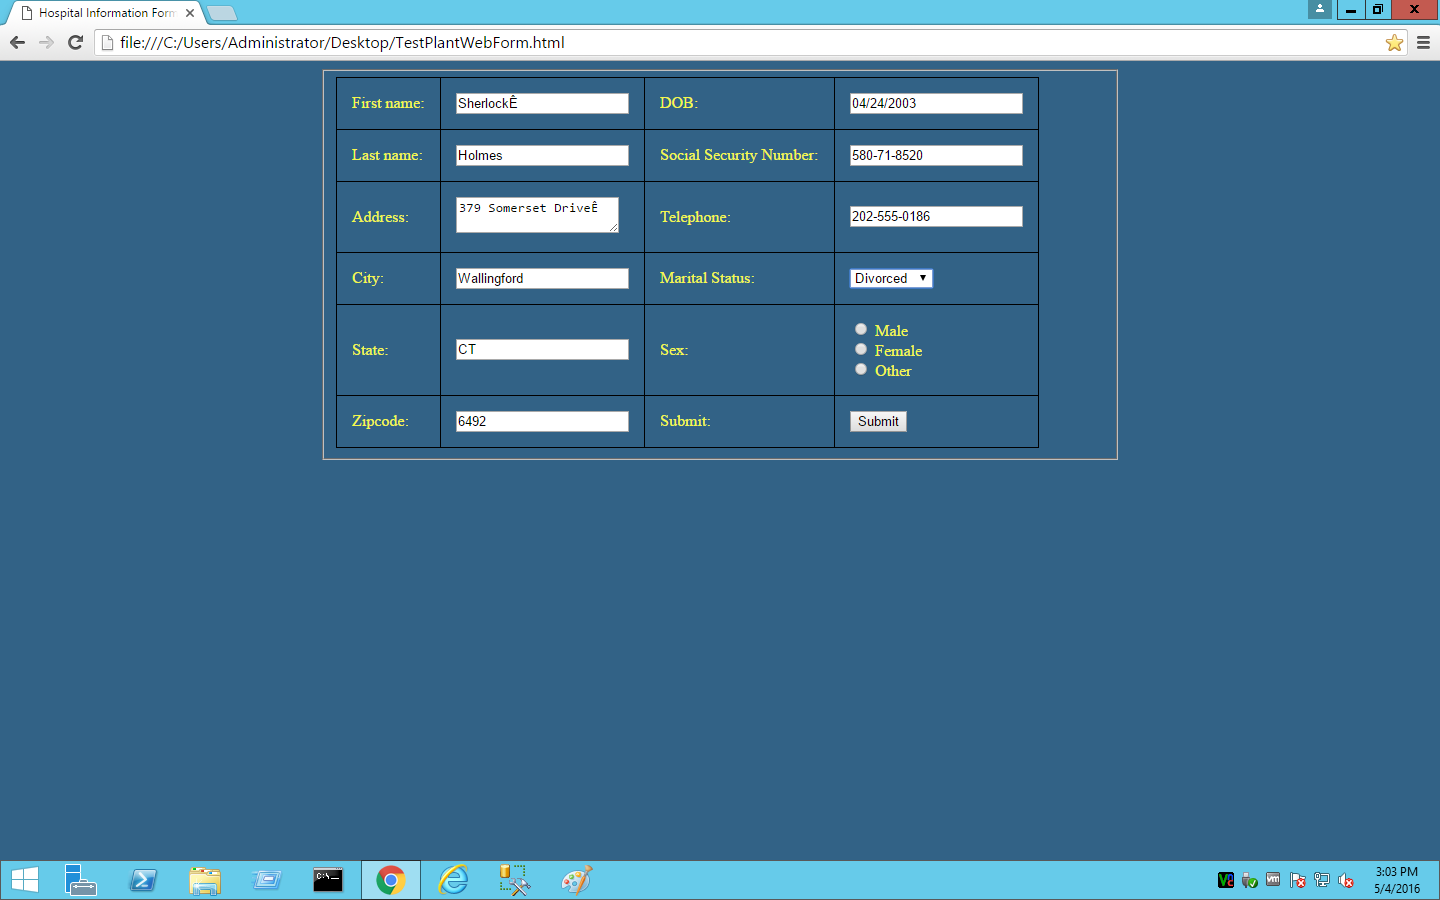 Hospital Information Form
file:///C:/Users/Administrator/Desktop/TestPlantWebForm.html
First name: SherlockÊ DOB: 04/24/2003
Last name: Holmes Social Security Number: 580-71-8520
Address: 379 Somerset DriveÊ Telephone: 202-555-0186
City: Wallingford Marital Status: Divorced
State: CT Sex: Male
Female
Other
Zipcode: 6492 Submit: Submit
C:\
3:03 PM
5/4/2016